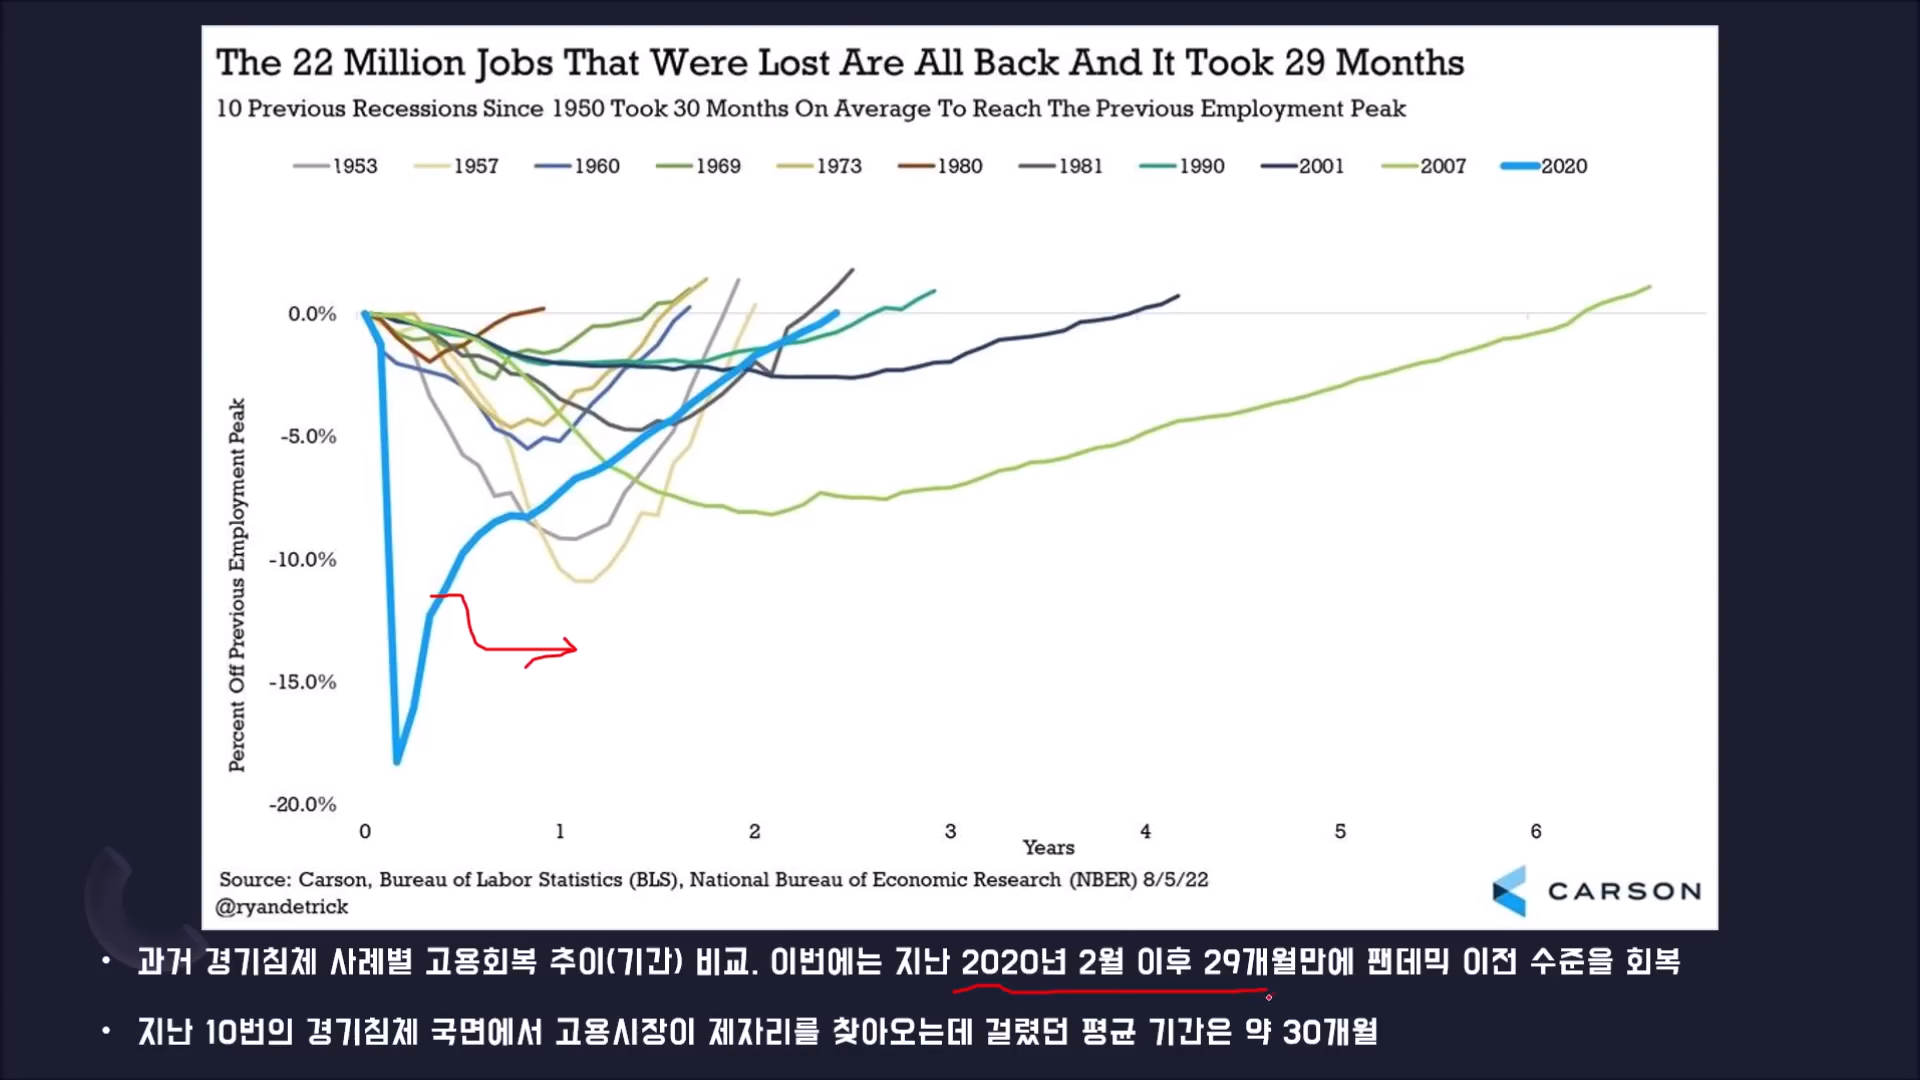 The 22 Million Jobs That Were Lost Are All Back And It Took 29 Months
10 Previous Recessions Since 1950 Took 30 Months On Average To Reach The Previous Employment Peak
1953 1957 1960 1969 1973 1980 1981 1990 2001 2007 2020
Percent Off Previous Employment Peak
0.0%
-5.0%
-10.0%
-15.0%
-20.0%
0 1 2 3 4 5 6
Years
Source: Carson, Bureau of Labor Statistics (BLS), National Bureau of Economic Research (NBER) 8/5/22
@ryandetrick
CARSON
• 과거 경기침체 사례별 고용회복 추이(기간) 비교. 이번에는 지난 2020년 2월 이후 29개월만에 팬데믹 이전 수준을 회복
• 지난 10번의 경기침체 국면에서 고용시장이 제자리를 찾아오는데 걸렸던 평균 기간은 약 30개월